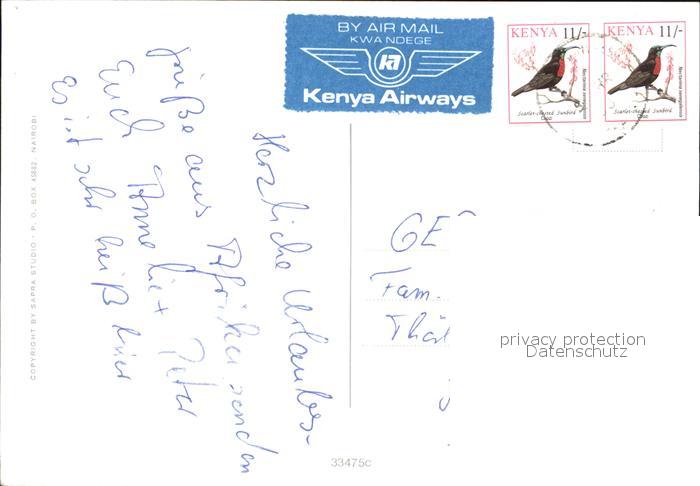 BY AIR MAIL
KWA NDEGE
Kenya Airways
KENYA 11/-
Scarlet-chested Sunbird
KENYA 11/-
Scarlet-chested Sunbird
Herzliche Urlaubs-
grüße aus Afrika senden
Euch Anneliese + Peter
Es ist sehr heiß hier
GE
Fam.
privacy protection
Datenschutz
COPYRIGHT BY SAPRA STUDIO · P. O. BOX 45882, NAIROBI
33475c